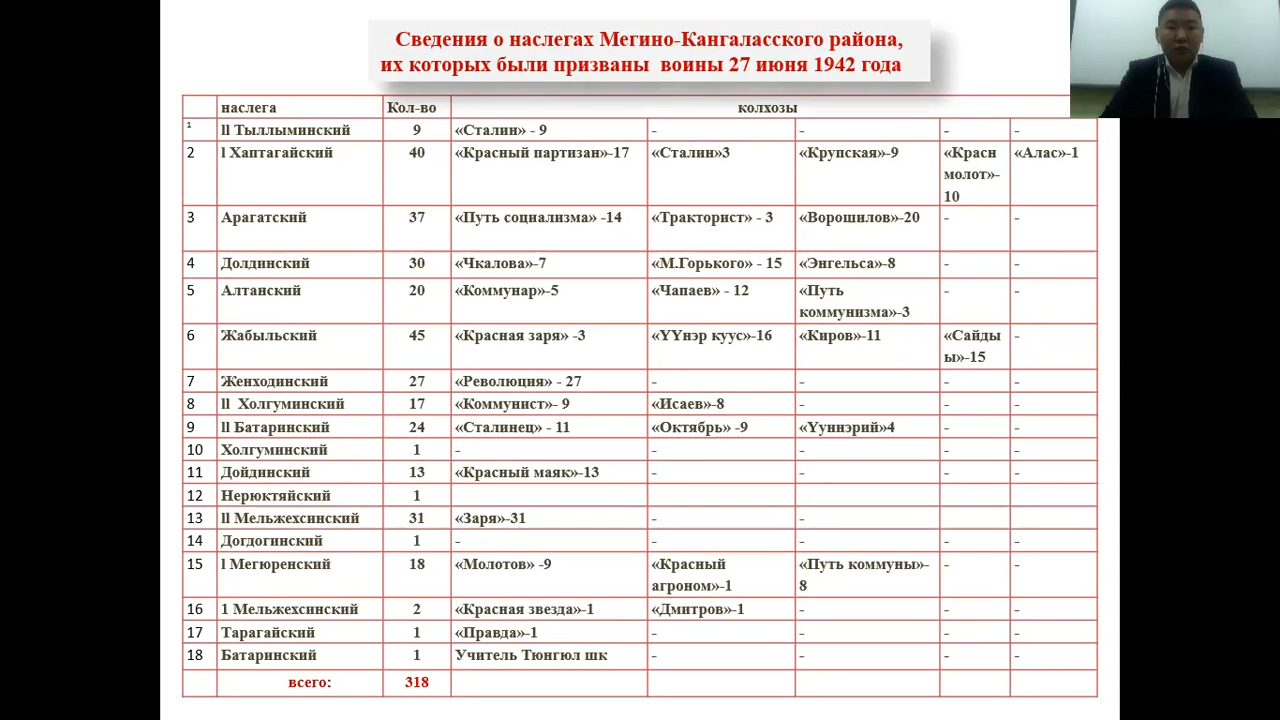 Сведения о наслегах Мегино-Кангаласского района,
их которых были призваны воины 27 июня 1942 года
наслега Кол-во колхозы
1 ll Тыллыминский 9 «Сталин» - 9 - - - -
2 l Хаптагайский 40 «Красный партизан»-17 «Сталин»3 «Крупская»-9 «Красн «Алас»-1
молот»-
10
3 Арагатский 37 «Путь социализма» -14 «Тракторист» - 3 «Ворошилов»-20 - -
4 Долдинский 30 «Чкалова»-7 «М.Горького» - 15 «Энгельса»-8 - -
5 Алтанский 20 «Коммунар»-5 «Чапаев» - 12 «Путь - -
коммунизма»-3
6 Жабыльский 45 «Красная заря» -3 «ҮҮнэр куус»-16 «Киров»-11 «Сайды -
ы»-15
7 Женходинский 27 «Революция» - 27 - - - -
8 ll Холгуминский 17 «Коммунист»- 9 «Исаев»-8 - - -
9 ll Батаринский 24 «Сталинец» - 11 «Октябрь» -9 «Үуннэрий»4 - -
10 Холгуминский 1 - - - - -
11 Дойдинский 13 «Красный маяк»-13 - - - -
12 Нерюктяйский 1
13 ll Мельжехсинский 31 «Заря»-31 - -
14 Догдогинский 1 - - - - -
15 l Мегюренский 18 «Молотов» -9 «Красный «Путь коммуны»- - -
агроном»-1 8
16 1 Мельжехсинский 2 «Красная звезда»-1 «Дмитров»-1 - - -
17 Тарагайский 1 «Правда»-1 - - - -
18 Батаринский 1 Учитель Тюнгюл шк - - - -
всего: 318